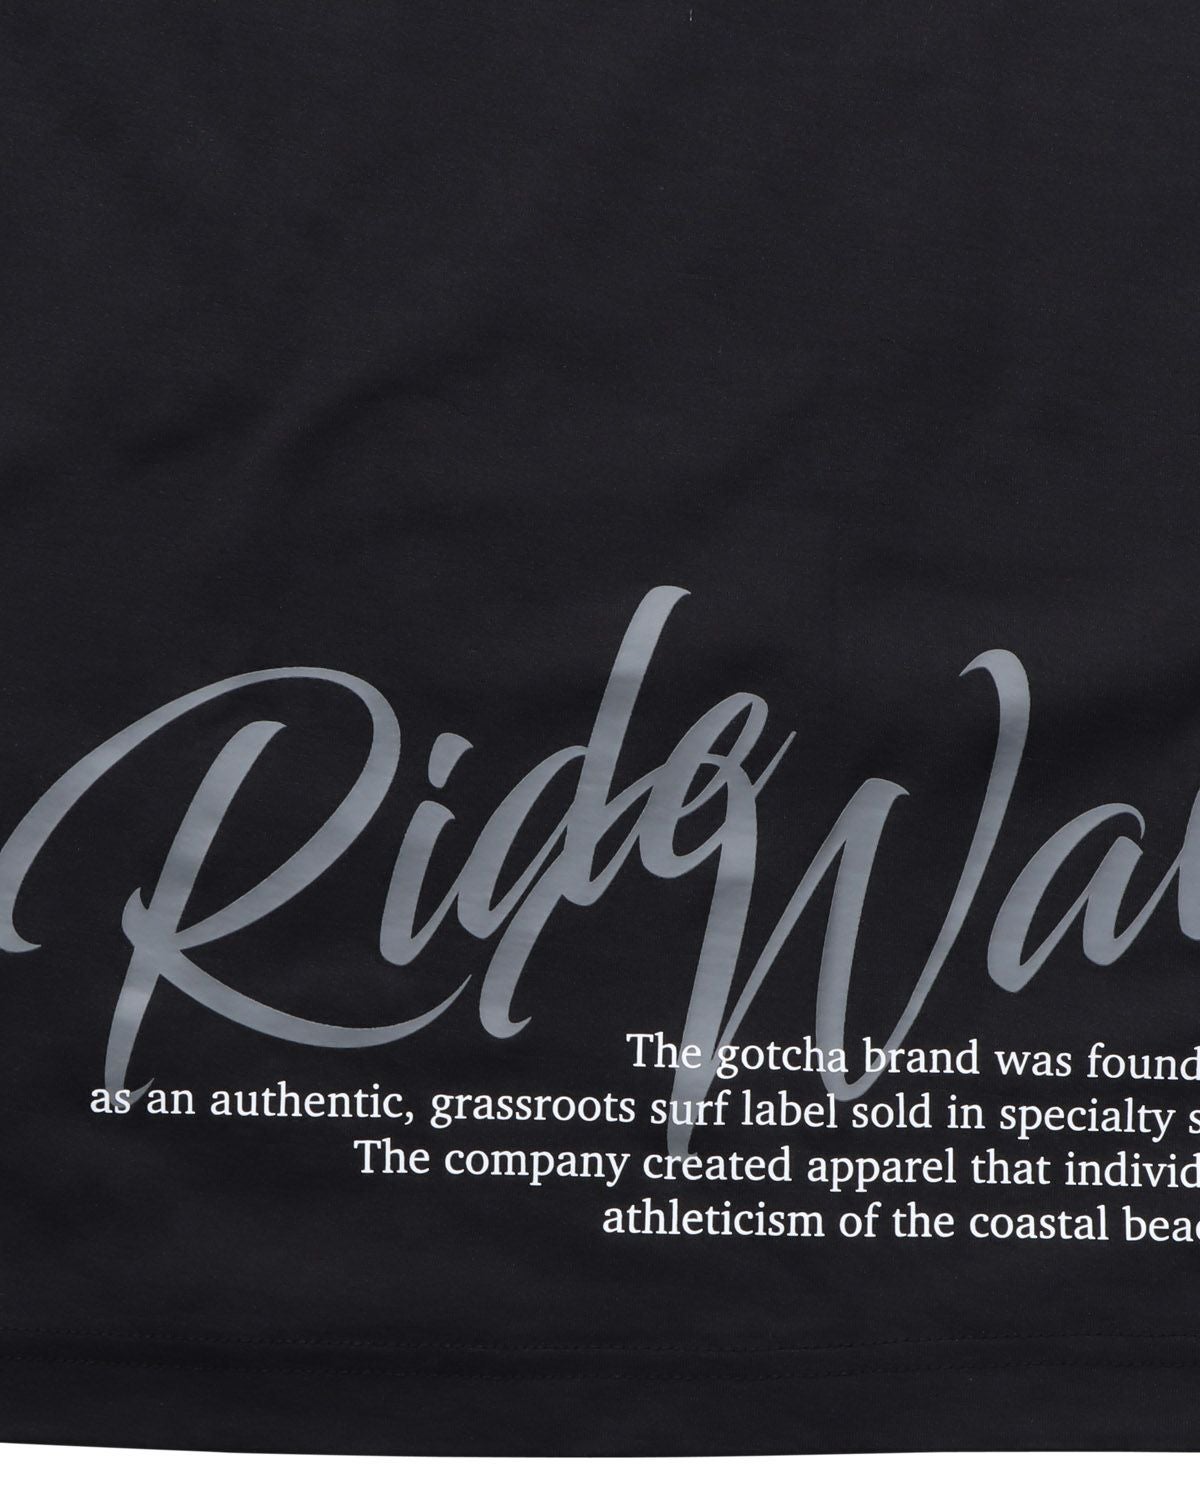 Ride Wa
The gotcha brand was found
as an authentic, grassroots surf label sold in specialty s
The company created apparel that individ
athleticism of the coastal beac